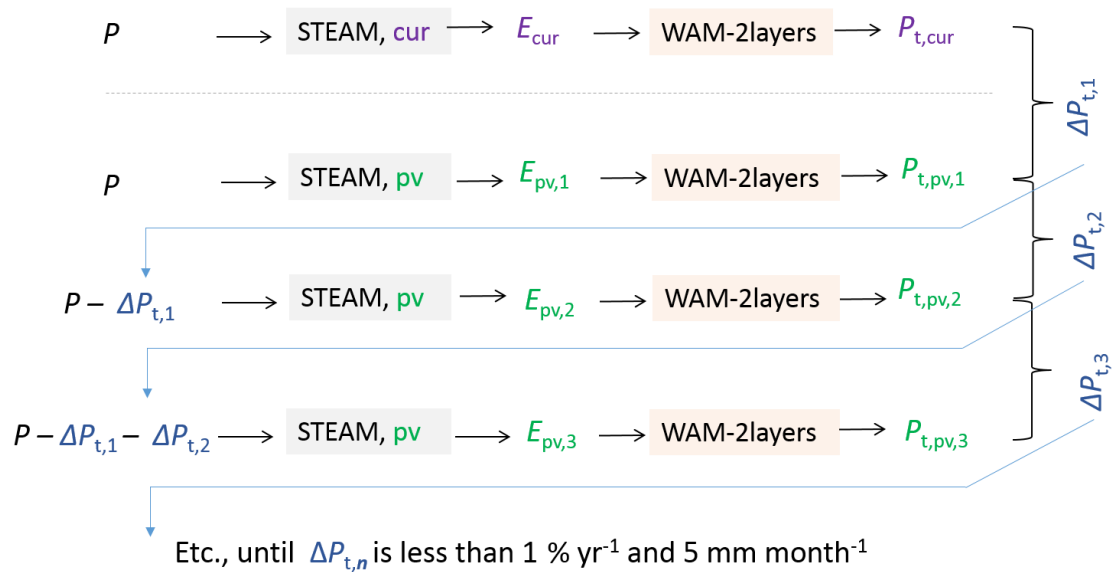 P → STEAM, cur → E_cur → WAM-2layers → P_t,cur
ΔP_t,1
P → STEAM, pv → E_pv,1 → WAM-2layers → P_t,pv,1
ΔP_t,2
P − ΔP_t,1 → STEAM, pv → E_pv,2 → WAM-2layers → P_t,pv,2
ΔP_t,3
P − ΔP_t,1 − ΔP_t,2 → STEAM, pv → E_pv,3 → WAM-2layers → P_t,pv,3
Etc., until ΔP_t,n is less than 1 % yr⁻¹ and 5 mm month⁻¹